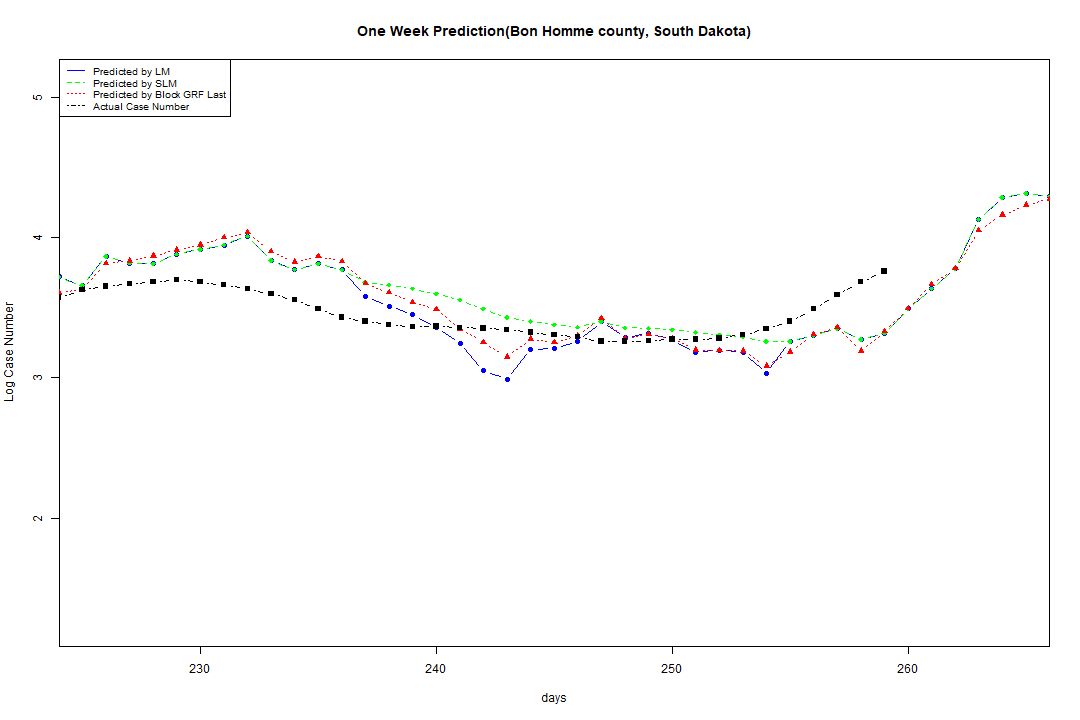 One Week Prediction(Bon Homme county, South Dakota)
Predicted by LM
Predicted by SLM
Predicted by Block GRF Last
Actual Case Number
5
4
3
2
Log Case Number
230 240 250 260
days